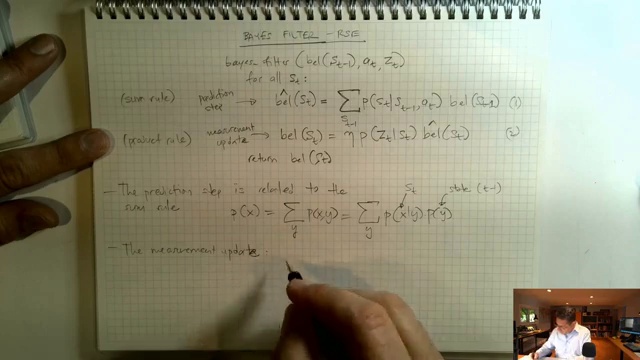 BAYES FILTER - RSE
bayes filter (bel(S_{t-1}), a_t, z_t)
for all S_t:
(sum rule) prediction step → \hat{bel}(S_t) = \sum_{S_{t-1}} p(S_t | S_{t-1}, a_t) bel(S_{t-1}) (1)
(product rule) measurement update → bel(S_t) = η p(Z_t | S_t) \hat{bel}(S_t) (2)
return bel(S_t)
- The prediction step is related to the
sum rule. p(x) = \sum_y p(x,y) = \sum_y p(x|y) p(y)
S_t state (t-1)
- The measurement update :